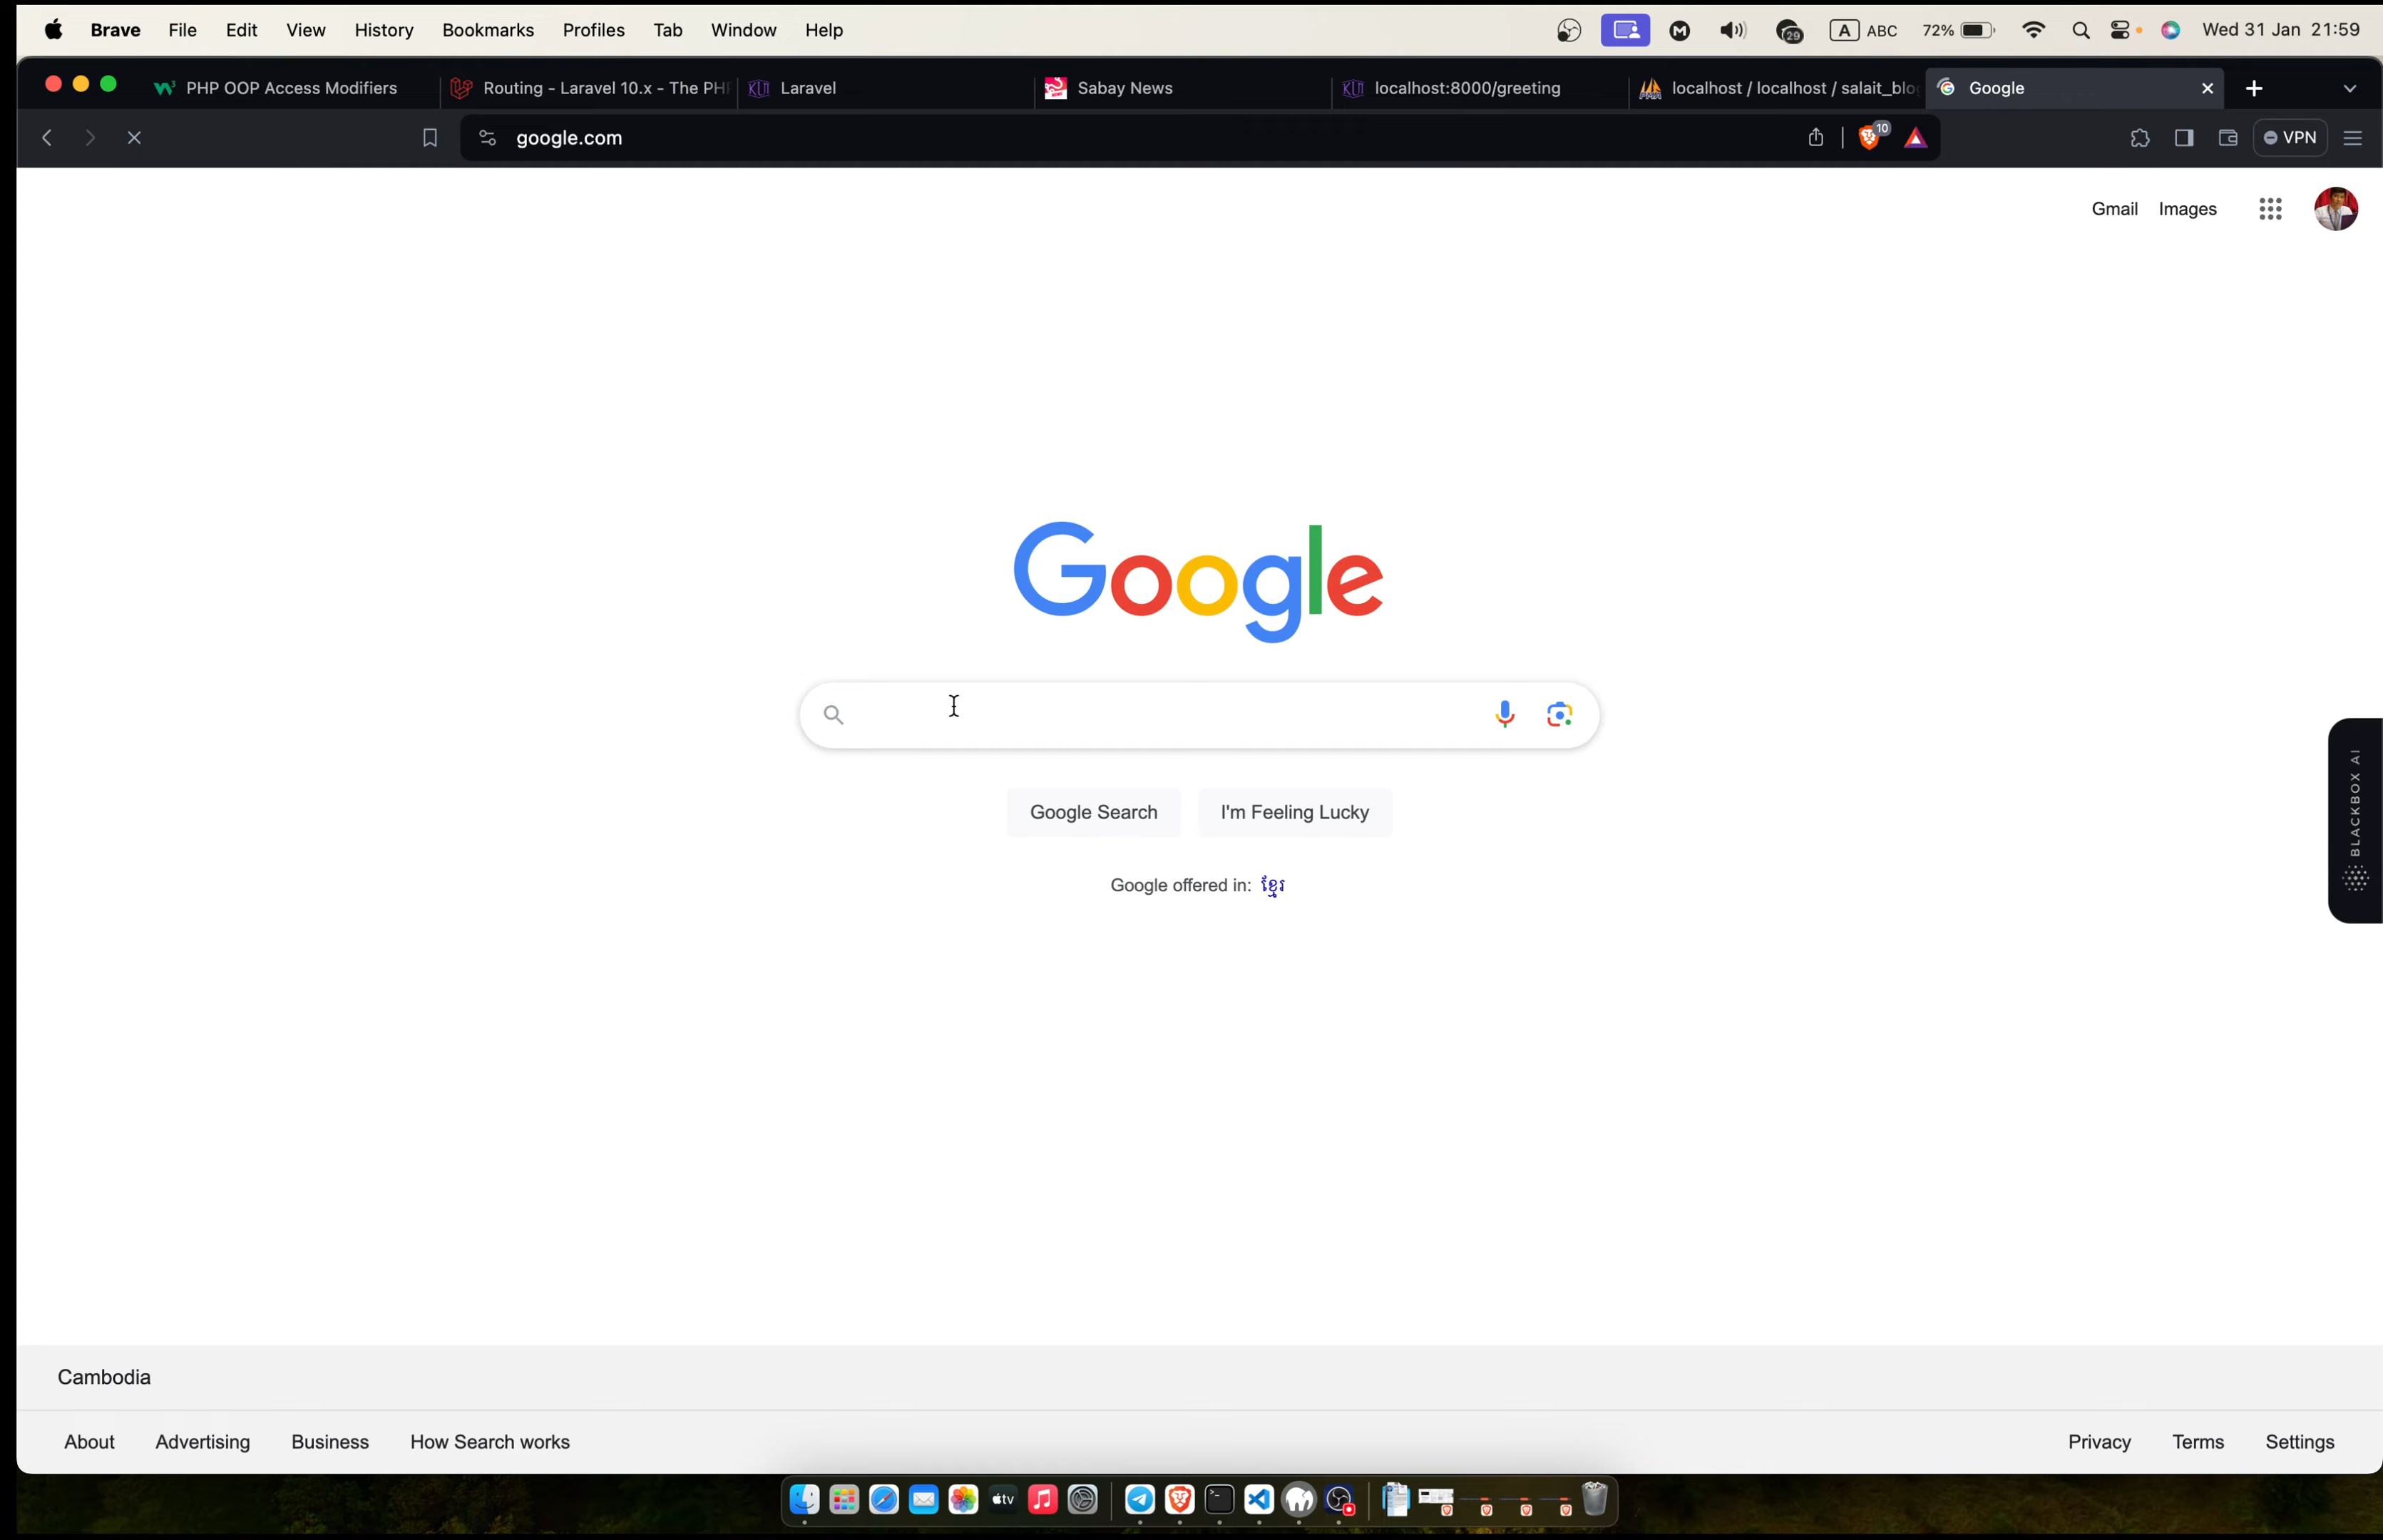 Brave File Edit View History Bookmarks Profiles Tab Window Help 29 A ABC 72% Wed 31 Jan 21:59
PHP OOP Access Modifiers Routing - Laravel 10.x - The PH Laravel Sabay News localhost:8000/greeting localhost / localhost / salait_blo Google
google.com 10 VPN
Gmail Images
Google
Google Search I'm Feeling Lucky
Google offered in: ខ្មែរ
BLACKBOX AI
Cambodia
About Advertising Business How Search works Privacy Terms Settings
tv